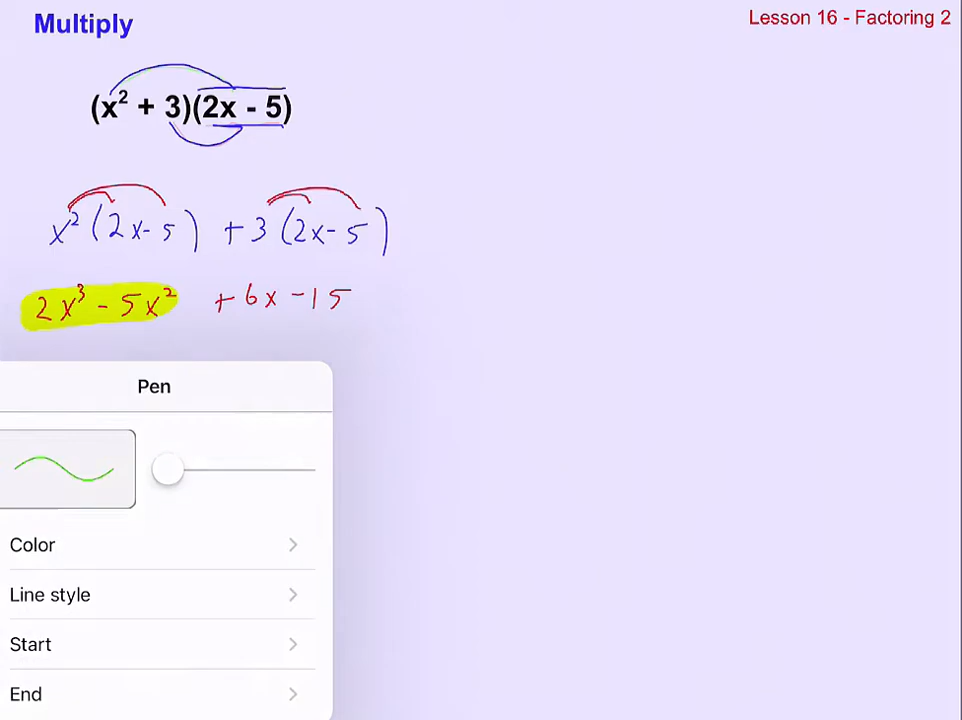 Multiply
Lesson 16 - Factoring 2
(x² + 3)(2x - 5)
x²(2x-5) +3(2x-5)
2x³ - 5x² +6x -15
Pen
Color
Line style
Start
End